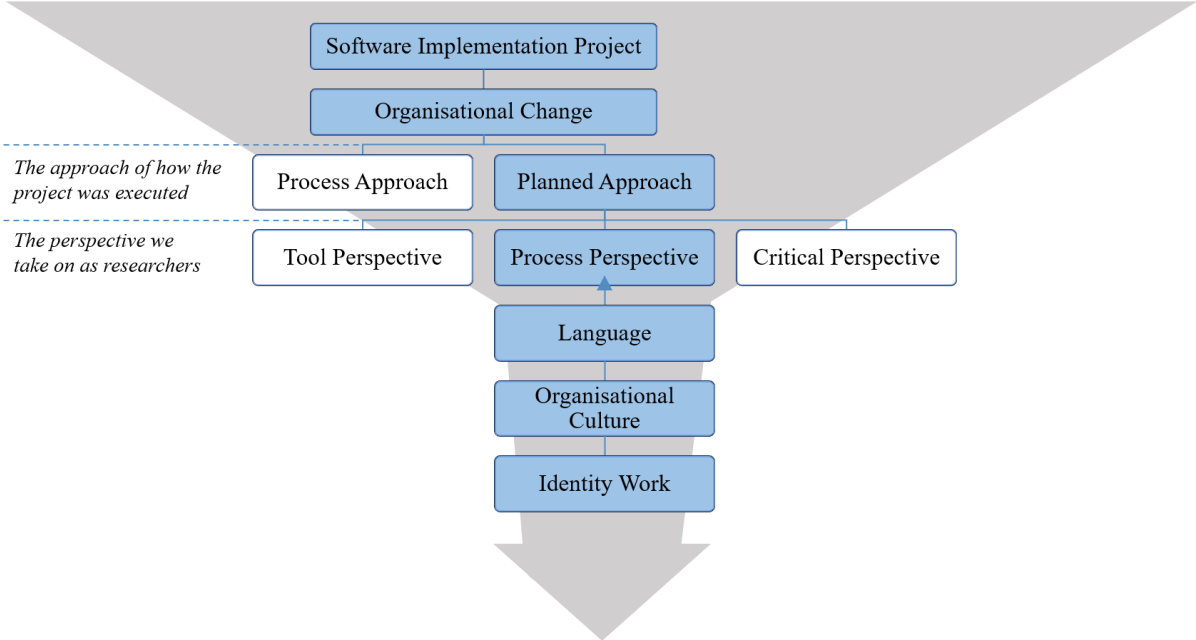 Software Implementation Project
Organisational Change
The approach of how the
project was executed
Process Approach
Planned Approach
The perspective we
take on as researchers
Tool Perspective
Process Perspective
Critical Perspective
Language
Organisational
Culture
Identity Work